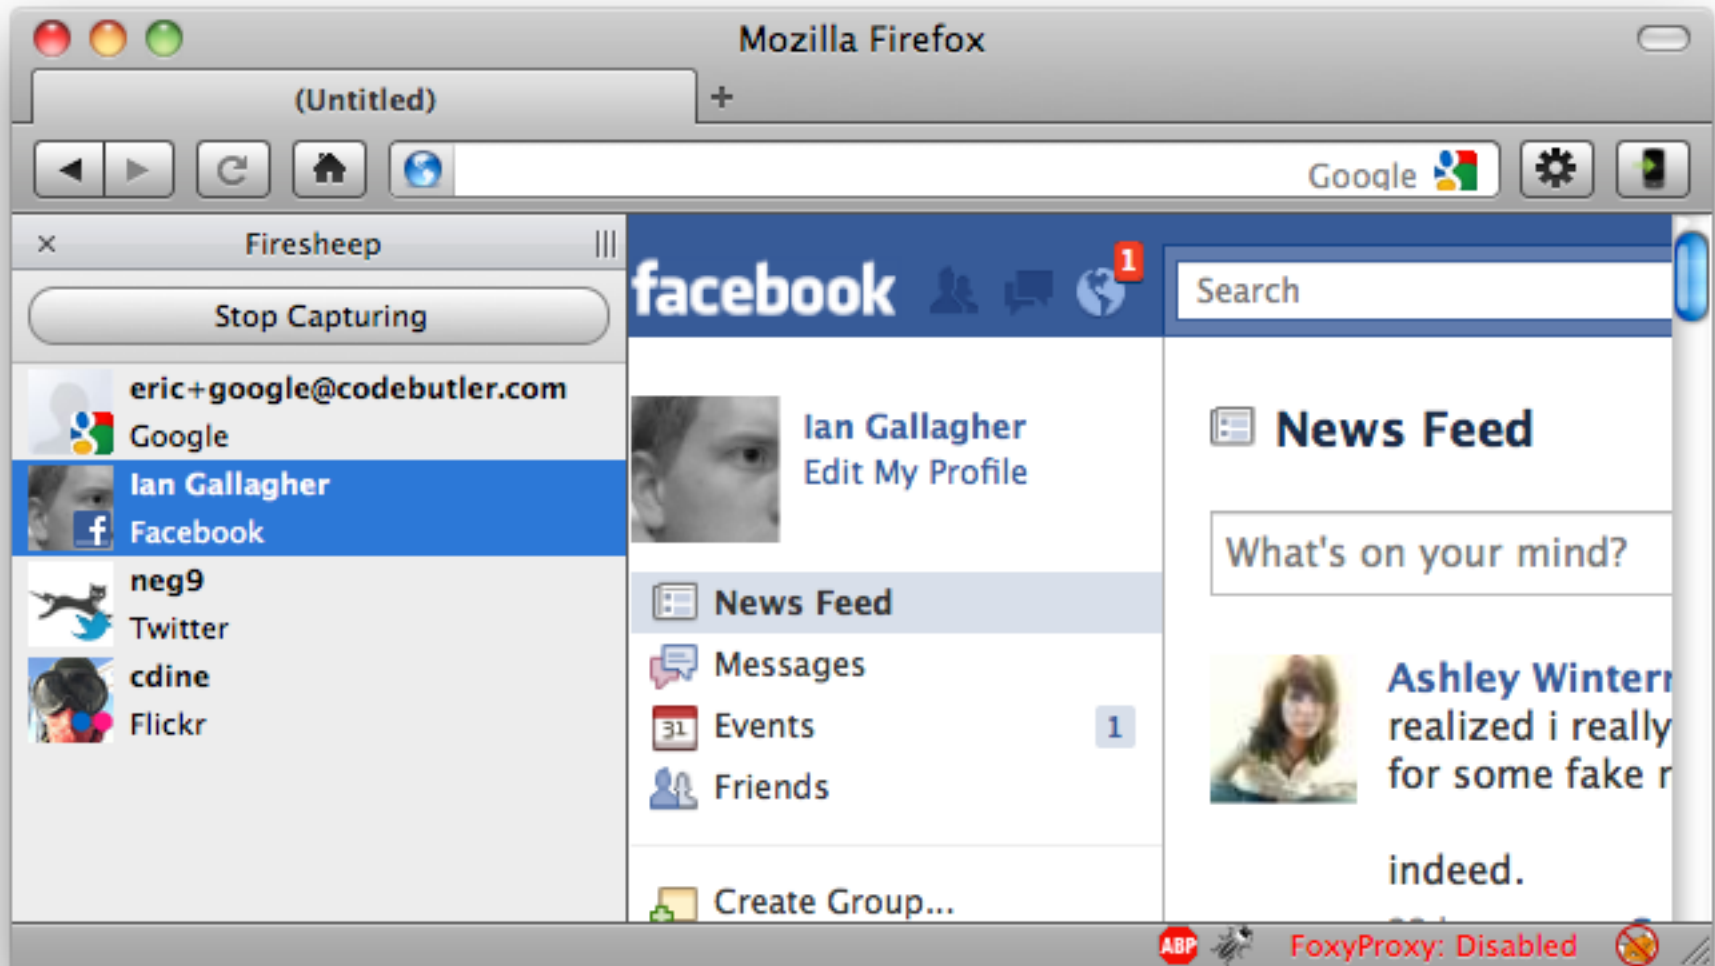 Mozilla Firefox
(Untitled)
Google
Firesheep
Stop Capturing
eric+google@codebutler.com
Google
Ian Gallagher
Facebook
neg9
Twitter
cdine
Flickr
facebook
1
Search
Ian Gallagher
Edit My Profile
News Feed
Messages
31
Events
1
Friends
Create Group...
News Feed
What's on your mind?
Ashley
realized i really
for some fake
indeed.
ABP
FoxyProxy: Disabled